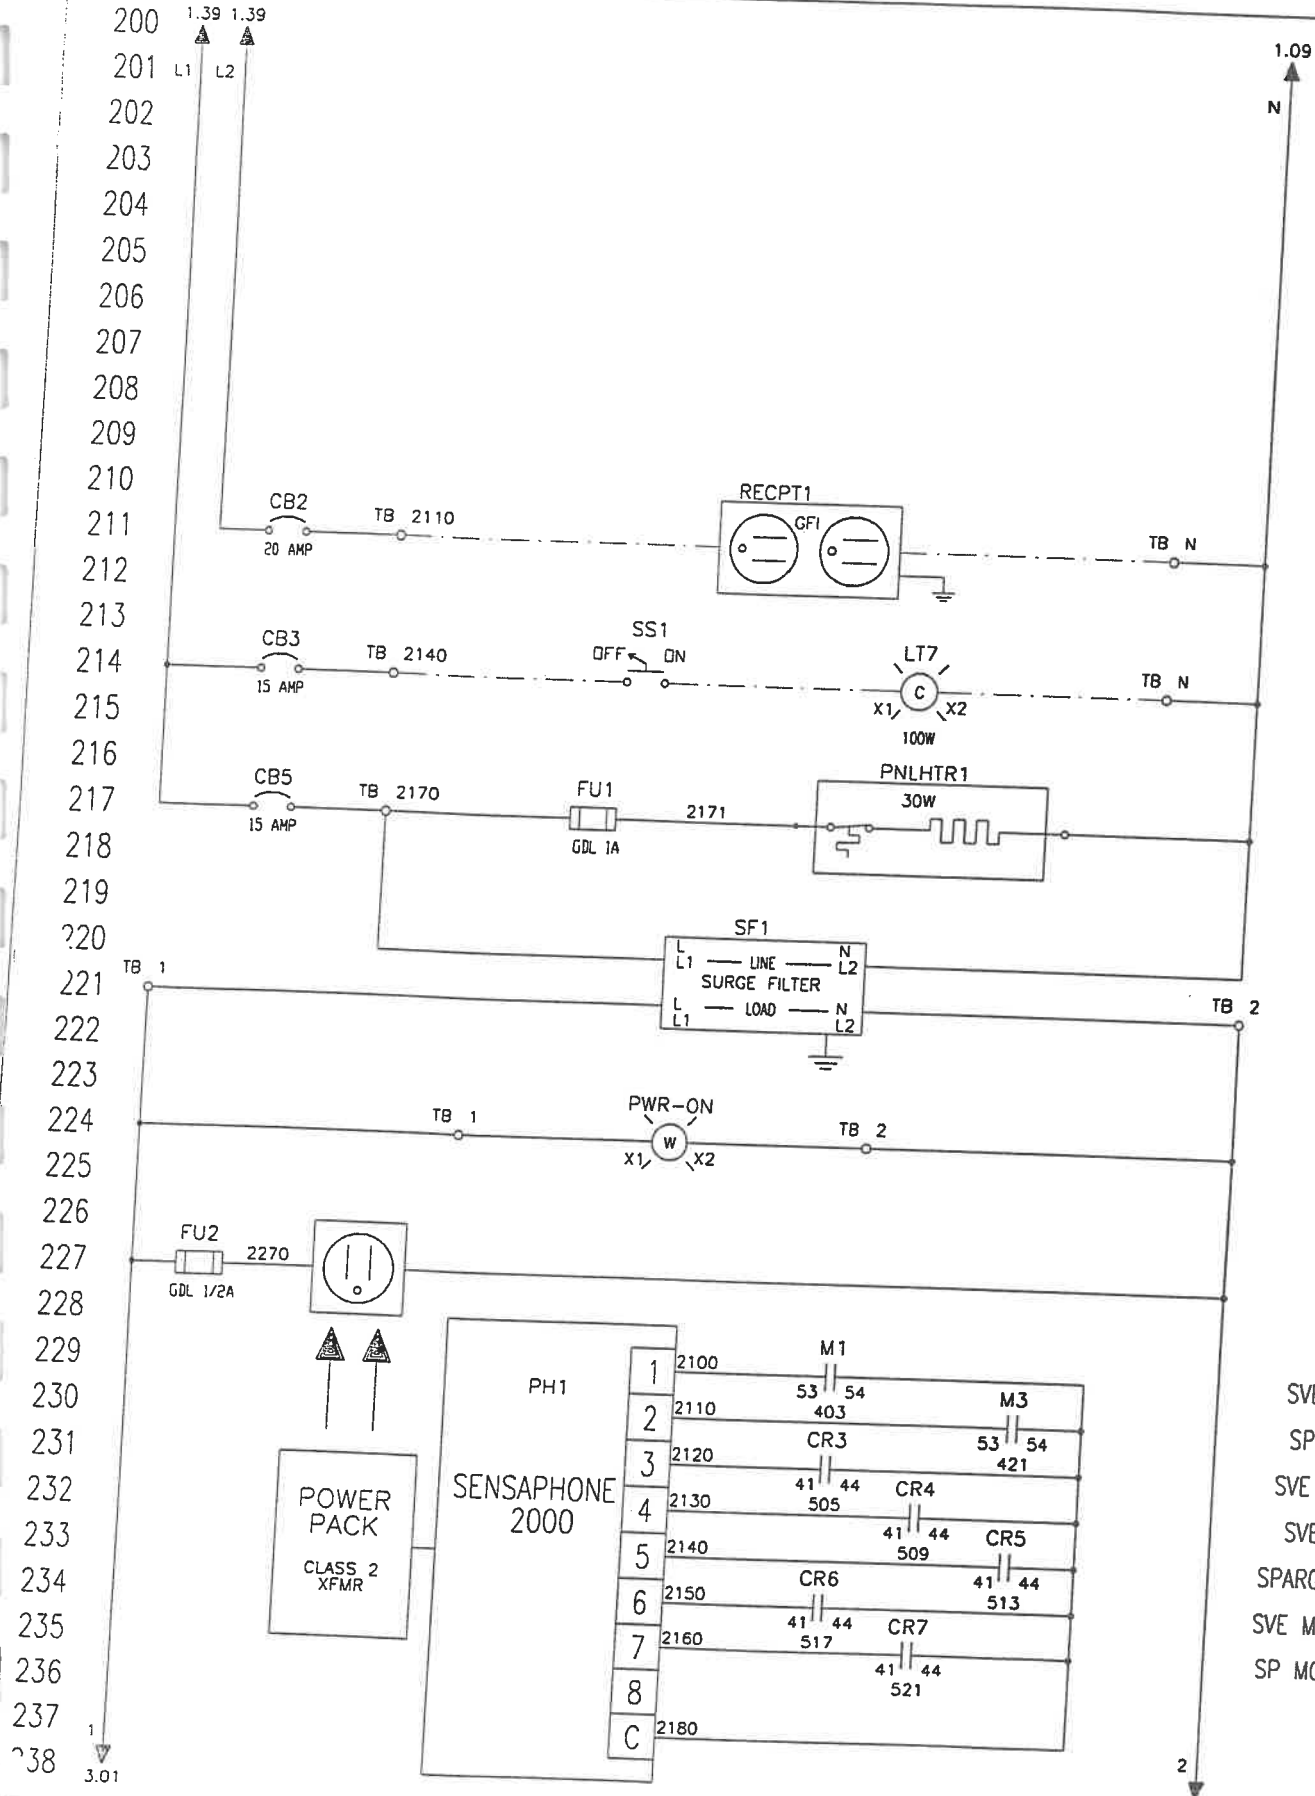 200 1.39 1.39
1.09
201 L1 L2
202 N
203
204
205
206
207
208
209
210 CB2 RECPT1
211 TB 2110 GFI TB N
20 AMP
212
213 CB3 SS1
214 TB 2140 OFF ON LT7 TB N
15 AMP C
215 X1 X2
100W
216 CB5 PNLHTR1
217 TB 2170 FU1 2171 30W
15 AMP GDL 1A
218
219
220 SF1
L N
TB 1 L1 LINE L2
221 SURGE FILTER TB 2
L LOAD N
222 L1 L2
223
224 TB 1 PWR-ON TB 2
W
225 X1 X2
226 FU2
227 2270
GDL 1/2A
228
229 1 2100 M1
PH1 53 54
230 2 2110 403 M3
231 CR3 53 54
3 2120 421
SENSAPHONE 41 44
232 POWER 2000 4 2130 505 CR4
PACK 41 44
233 5 2140 509 CR5
CLASS 2
234 XFMR CR6 41 44
6 2150 513
235 41 44
7 2160 517 CR7
236 41 44
8 521
237 C 2180
1 2
38
3.01
SVE
SP
SVE
SVE
SPARG
SVE M
SP MO